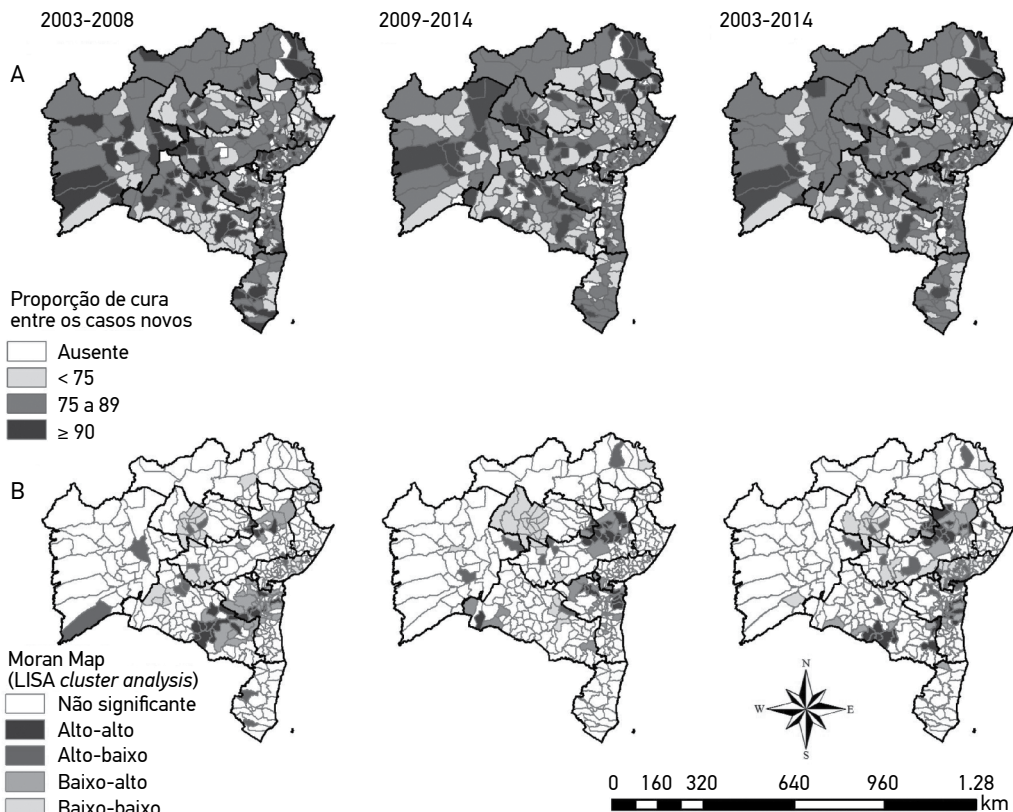 2003-2008
2009-2014
2003-2014
A
Proporção de cura
entre os casos novos
Ausente
< 75
75 a 89
≥ 90
B
Moran Map
(LISA cluster analysis)
Não significante
Alto-alto
Alto-baixo
Baixo-alto
Baixo-baixo
N
W
E
S
0 160 320 640 960 1.28
km